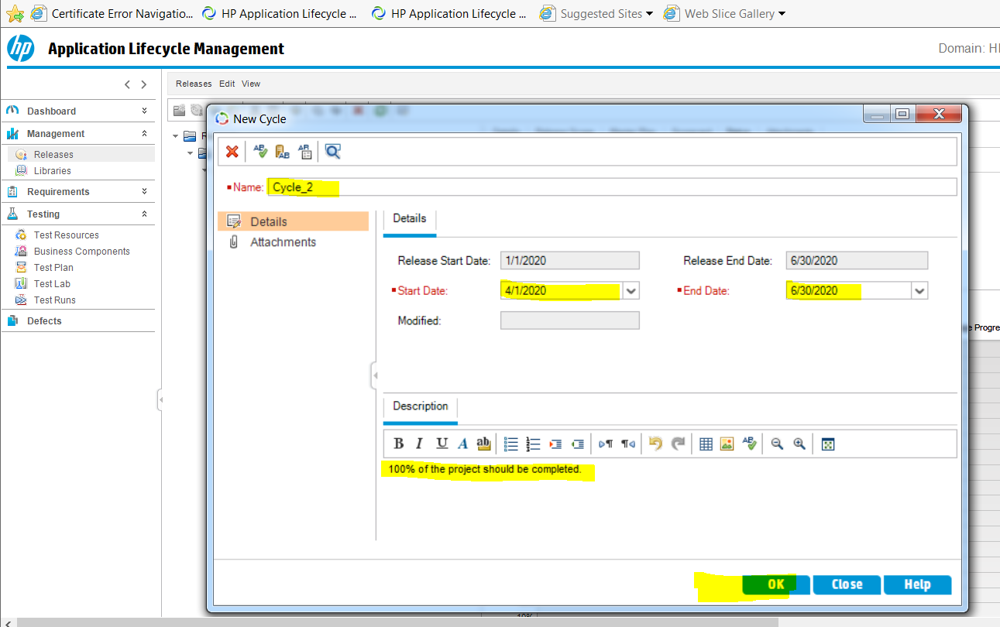 Certificate Error Navigatio... HP Application Lifecycle ... HP Application Lifecycle ... Suggested Sites Web Slice Gallery
hp Application Lifecycle Management Domain: HI
Releases Edit View
Dashboard
Management
Releases
Libraries
Requirements
Testing
Test Resources
Business Components
Test Plan
Test Lab
Test Runs
Defects
New Cycle
Name: Cycle_2
Details
Attachments
Details
Release Start Date: 1/1/2020 Release End Date: 6/30/2020
Start Date: 4/1/2020 End Date: 6/30/2020
Modified:
e Progre
Description
B I U A ab
100% of the project should be completed.
OK Close Help
10%